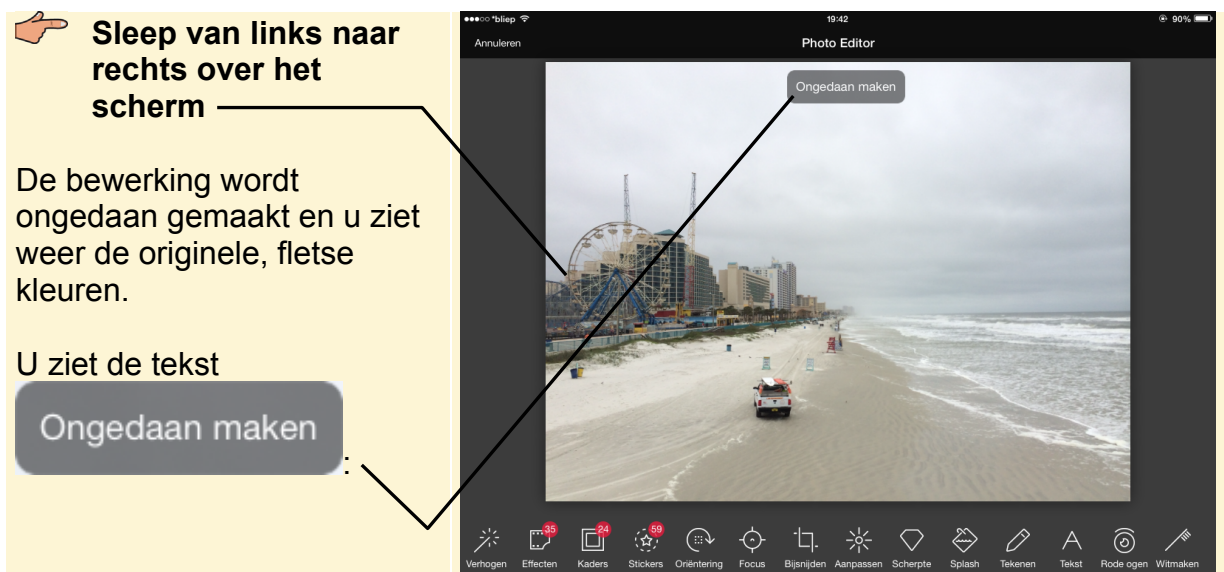 Sleep van links naar
rechts over het
scherm
De bewerking wordt
ongedaan gemaakt en u ziet
weer de originele, fletse
kleuren.
U ziet de tekst
Ongedaan maken
:
*bliep 19:42 90%
Annuleren Photo Editor
Ongedaan maken
35 24 59
Verhogen Effecten Kaders Stickers Oriëntering Focus Bijsnijden Aanpassen Scherpte Splash Tekenen Tekst Rode ogen Witmaken